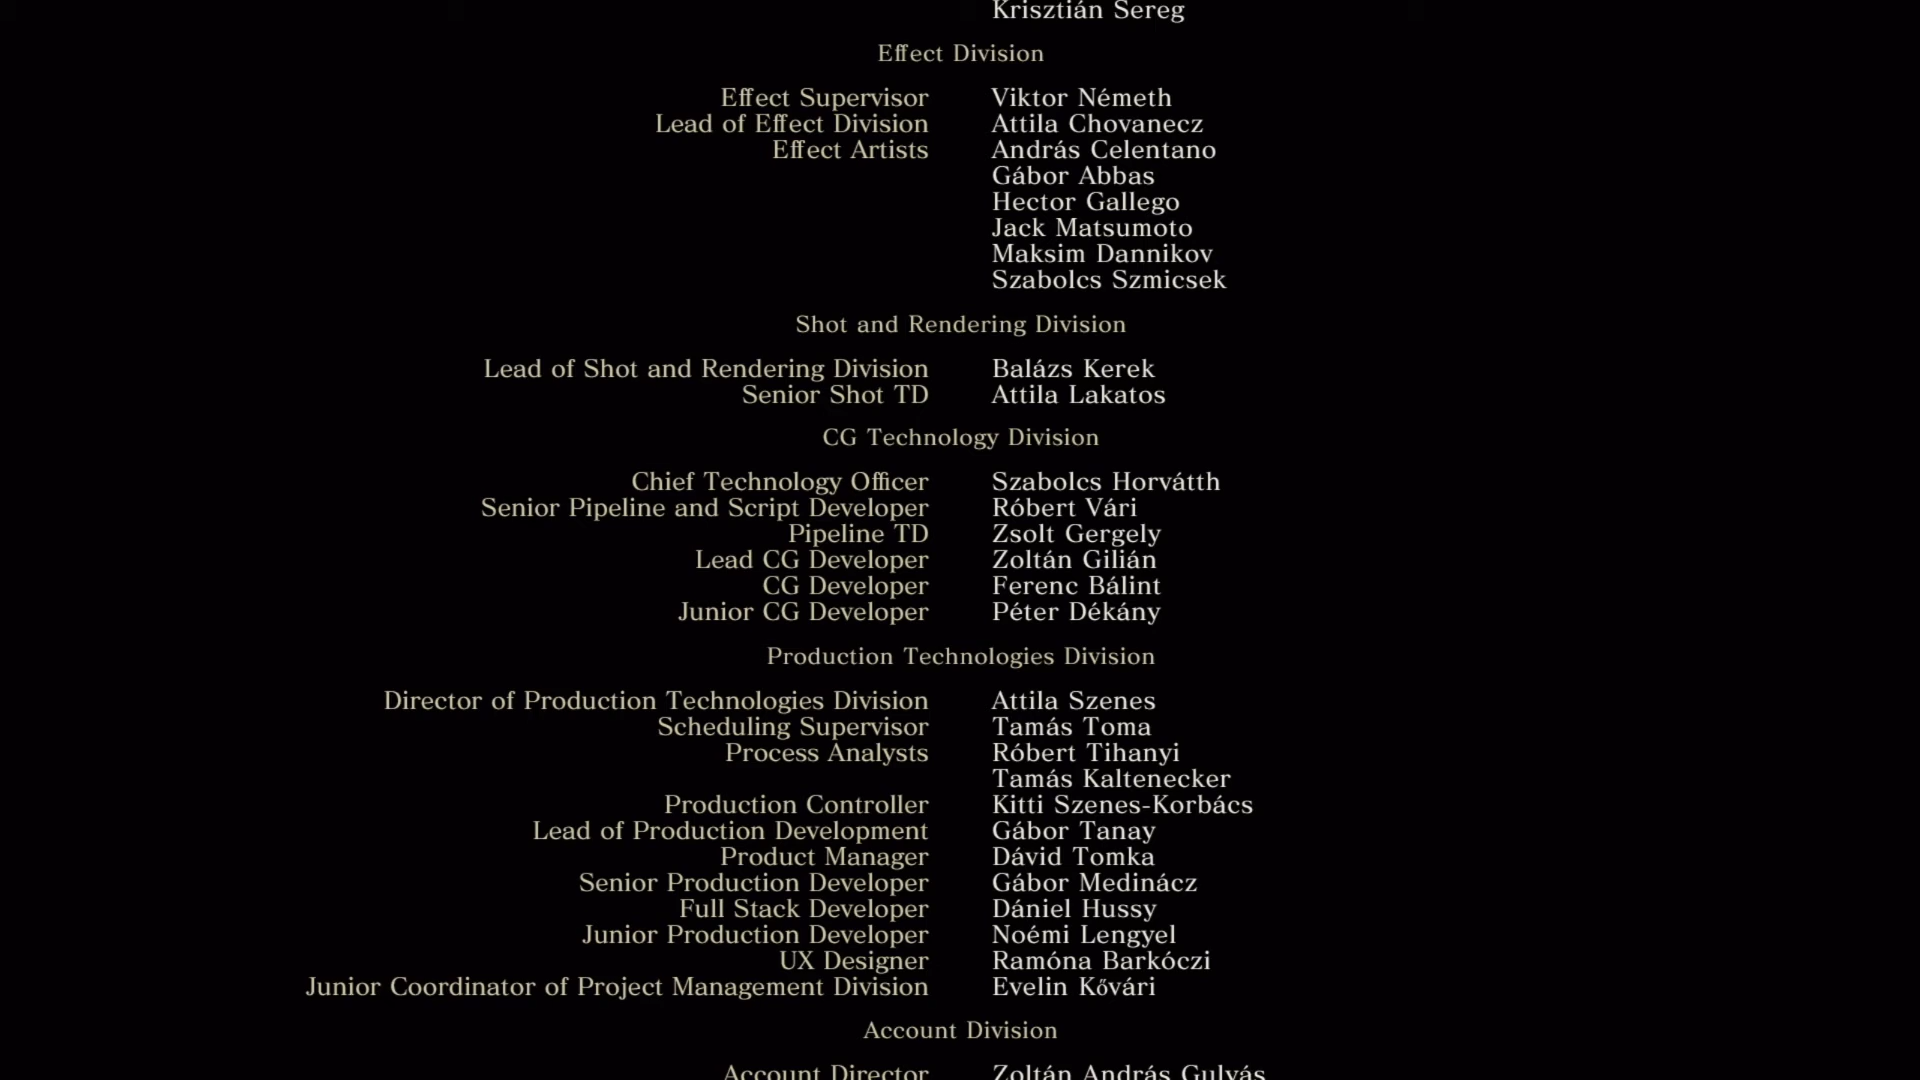 Krisztián Sereg
Effect Division
Effect Supervisor Viktor Németh
Lead of Effect Division Attila Chovanecz
Effect Artists András Celentano
Gábor Abbas
Hector Gallego
Jack Matsumoto
Maksim Dannikov
Szabolcs Szmicsek
Shot and Rendering Division
Lead of Shot and Rendering Division Balázs Kerek
Senior Shot TD Attila Lakatos
CG Technology Division
Chief Technology Officer Szabolcs Horvátth
Senior Pipeline and Script Developer Róbert Vári
Pipeline TD Zsolt Gergely
Lead CG Developer Zoltán Gilián
CG Developer Ferenc Bálint
Junior CG Developer Péter Dékány
Production Technologies Division
Director of Production Technologies Division Attila Szenes
Scheduling Supervisor Tamás Toma
Process Analysts Róbert Tihanyi
Tamás Kaltenecker
Production Controller Kitti Szenes-Korbács
Lead of Production Development Gábor Tanay
Product Manager Dávid Tomka
Senior Production Developer Gábor Medinácz
Full Stack Developer Dániel Hussy
Junior Production Developer Noémi Lengyel
UX Designer Ramóna Barkóczi
Junior Coordinator of Project Management Division Evelin Kővári
Account Division
Account Director Zoltán András Gulyás